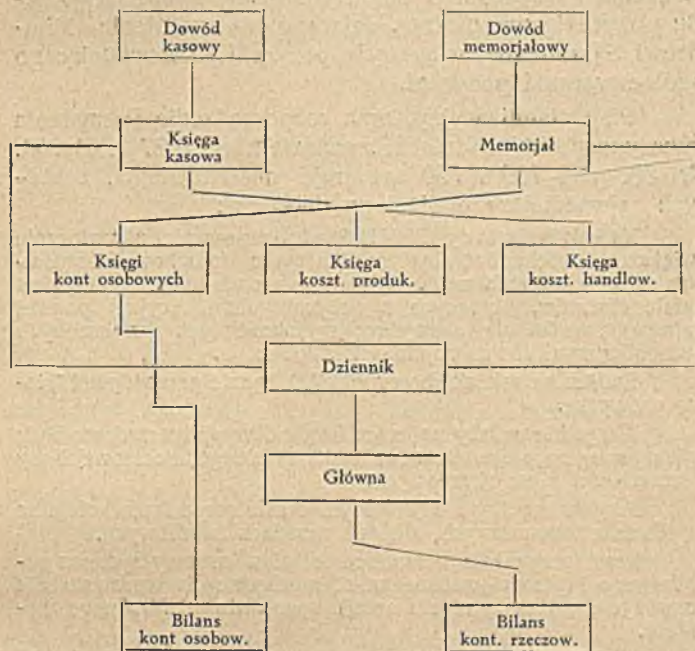 Dowód
kasowy
Dowód
memorjałowy
Księga
kasowa
Memorjał
Księgi
kont osobowych
Księga
koszt. produk.
Księga
koszt. handlow.
Dziennik
Główna
Bilans
kont osobow.
Bilans
kont. rzeczow.